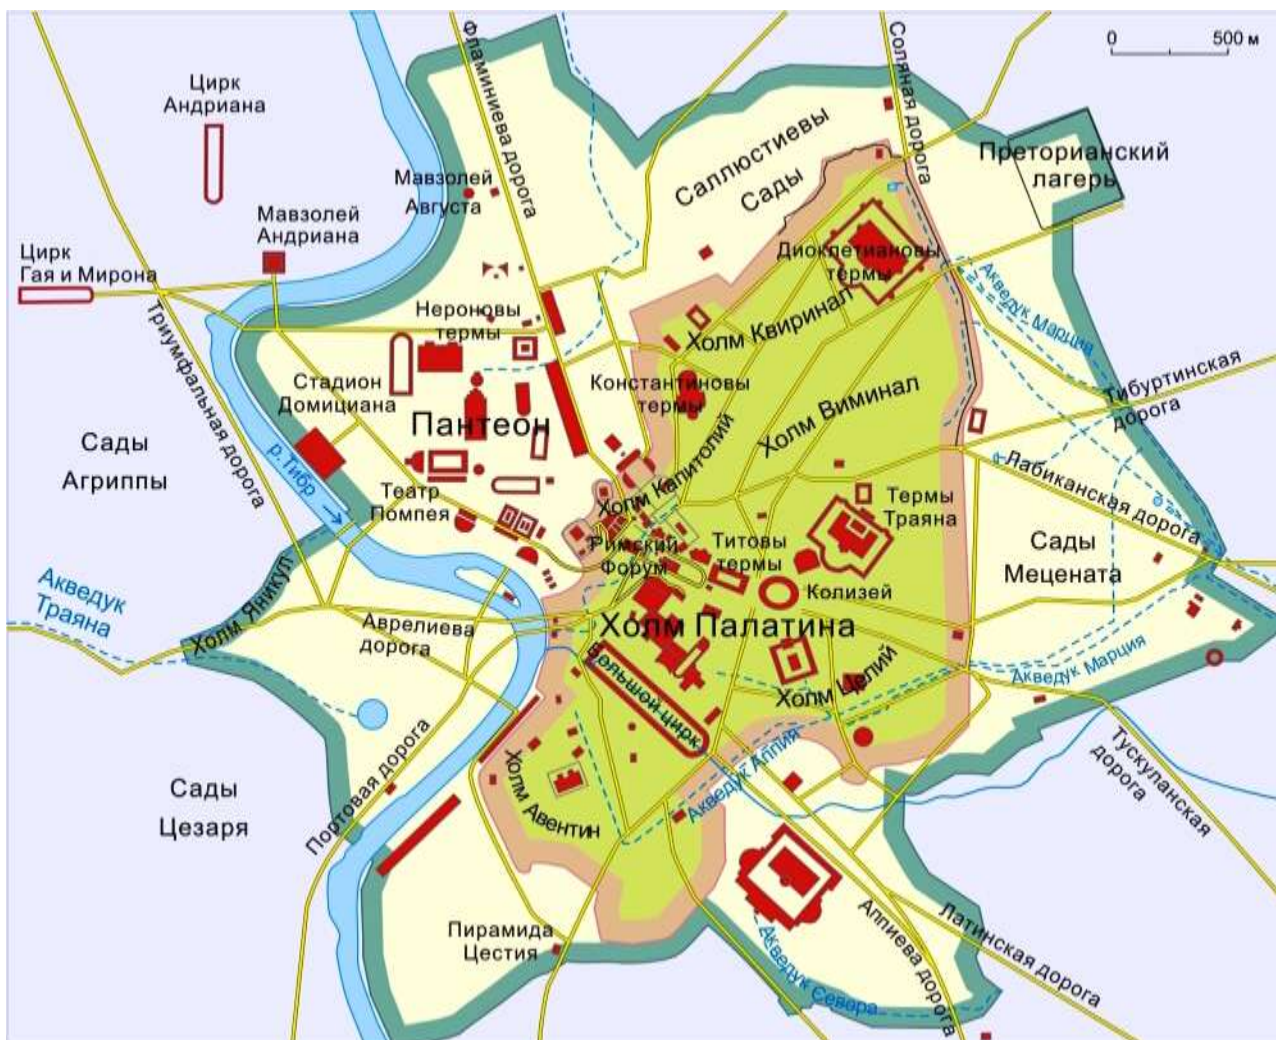 0 500 м
Цирк
Андриана
Фламиниева дорога
Соляная дорога
Саллюстиевы
Сады
Преторианский
лагерь
Мавзолей
Августа
Мавзолей
Андриана
Цирк
Гая и Мирона
Триумфальная дорога
Диоклетиановы
термы
Акведук Марция
Нероновы
термы
Холм Квиринал
Стадион
Домициана
Константиновы
термы
Холм Виминал
Тибуртинская
дорога
Пантеон
Сады
Агриппы
р. Тибр
Холм Капитолий
Лабиканская дорога
Театр
Помпея
Термы
Траяна
Римский
Форум
Титовы
термы
Сады
Мецената
Колизей
Акведук
Траяна
Холм Яникул
Аврелиева
дорога
Холм Палатина
Большой цирк
Холм Целий
Акведук Марция
Тускуланская
дорога
Сады
Цезаря
Портовая дорога
Холм Авентин
Акведук Аппия
Пирамида
Цестия
Акведук Севера
Аппиева дорога
Латинская дорога